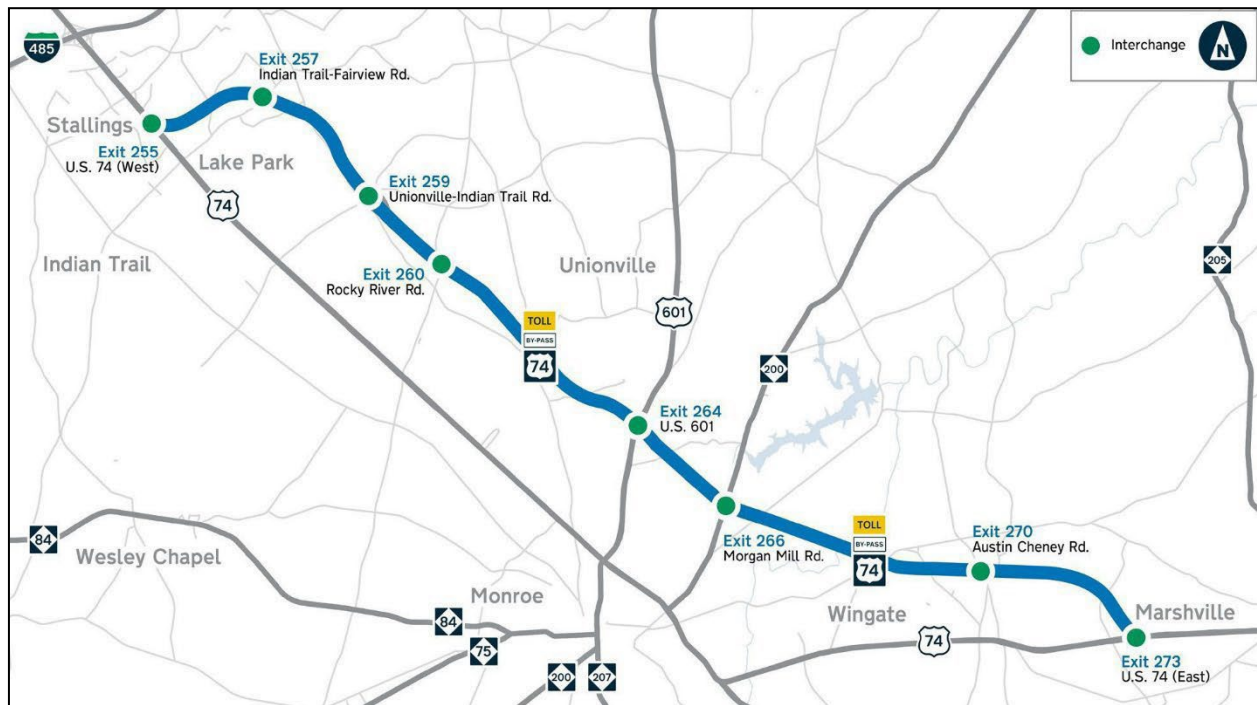 485
Exit 257
Indian Trail-Fairview Rd.
Interchange
N
Stallings
Exit 255
U.S. 74 (West)
Lake Park
74
Exit 259
Unionville-Indian Trail Rd.
Indian Trail
Exit 260
Rocky River Rd.
Unionville
205
601
TOLL
BY-PASS
74
200
Exit 264
U.S. 601
Exit 266
Morgan Mill Rd.
TOLL
BY-PASS
74
Exit 270
Austin Cheney Rd.
84
Wesley Chapel
Monroe
84
75
200
207
Wingate
74
Marshville
Exit 273
U.S. 74 (East)